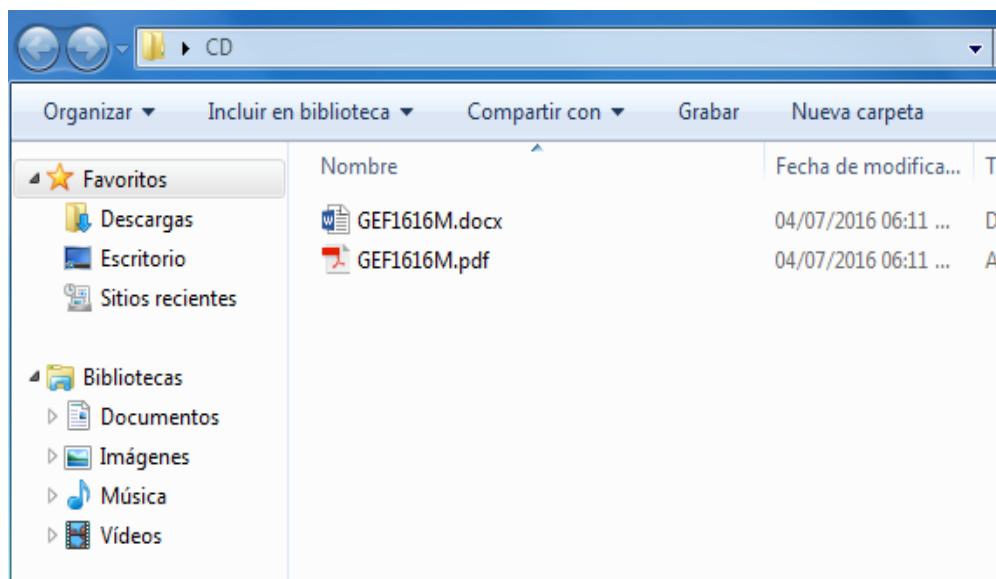 CD
Organizar Incluir en biblioteca Compartir con Grabar Nueva carpeta
Nombre Fecha de modifica... T
Favoritos
Descargas
Escritorio
Sitios recientes
Bibliotecas
Documentos
Imágenes
Música
Vídeos
GEF1616M.docx 04/07/2016 06:11 ... D
GEF1616M.pdf 04/07/2016 06:11 ... A